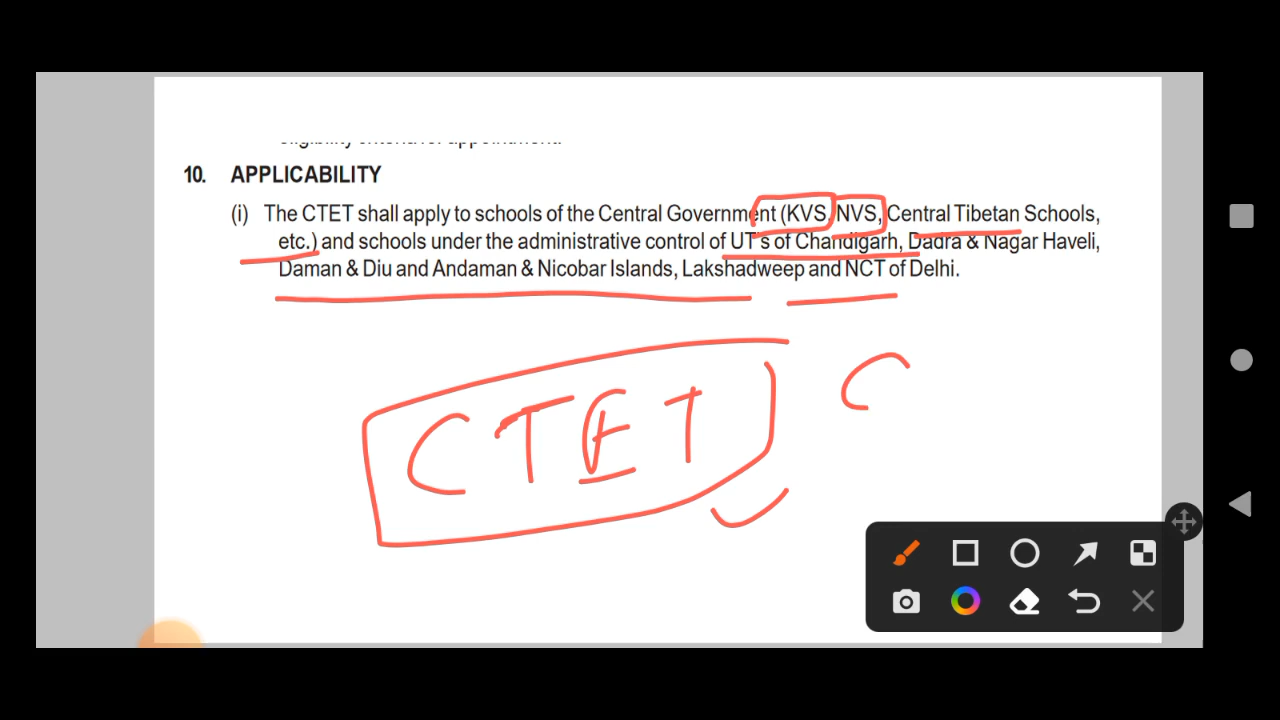 10. APPLICABILITY
(i) The CTET shall apply to schools of the Central Government (KVS, NVS, Central Tibetan Schools,
etc.) and schools under the administrative control of UT's of Chandigarh, Dadra & Nagar Haveli,
Daman & Diu and Andaman & Nicobar Islands, Lakshadweep and NCT of Delhi.
CTET C